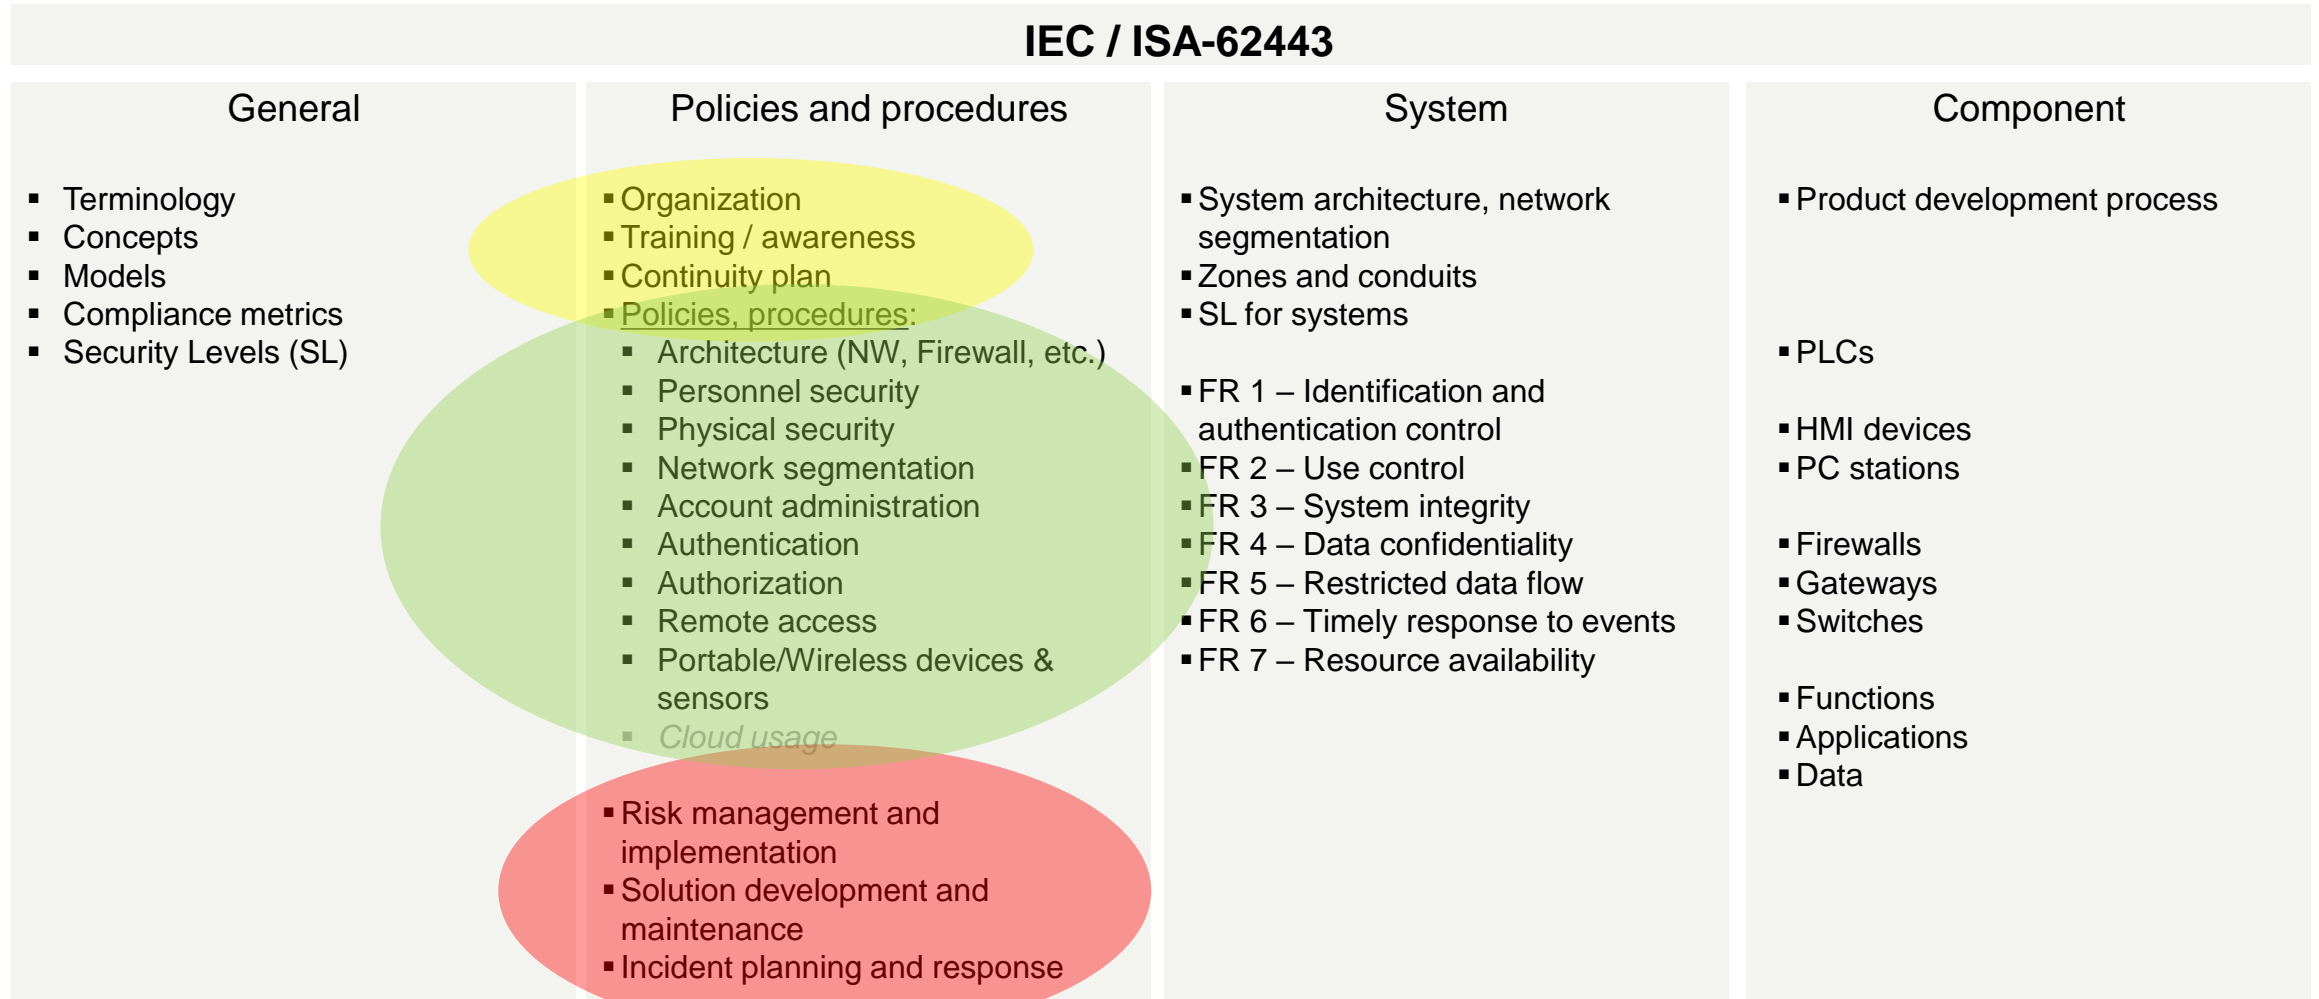 IEC / ISA-62443
General
▪ Terminology
▪ Concepts
▪ Models
▪ Compliance metrics
▪ Security Levels (SL)
Policies and procedures
▪ Organization
▪ Training / awareness
▪ Continuity plan
▪ Policies, procedures:
▪ Architecture (NW, Firewall, etc.)
▪ Personnel security
▪ Physical security
▪ Network segmentation
▪ Account administration
▪ Authentication
▪ Authorization
▪ Remote access
▪ Portable/Wireless devices &
sensors
▪ Cloud usage
▪ Risk management and
implementation
▪ Solution development and
maintenance
▪ Incident planning and response
System
▪ System architecture, network
segmentation
▪ Zones and conduits
▪ SL for systems
▪ FR 1 – Identification and
authentication control
▪ FR 2 – Use control
▪ FR 3 – System integrity
▪ FR 4 – Data confidentiality
▪ FR 5 – Restricted data flow
▪ FR 6 – Timely response to events
▪ FR 7 – Resource availability
Component
▪ Product development process
▪ PLCs
▪ HMI devices
▪ PC stations
▪ Firewalls
▪ Gateways
▪ Switches
▪ Functions
▪ Applications
▪ Data